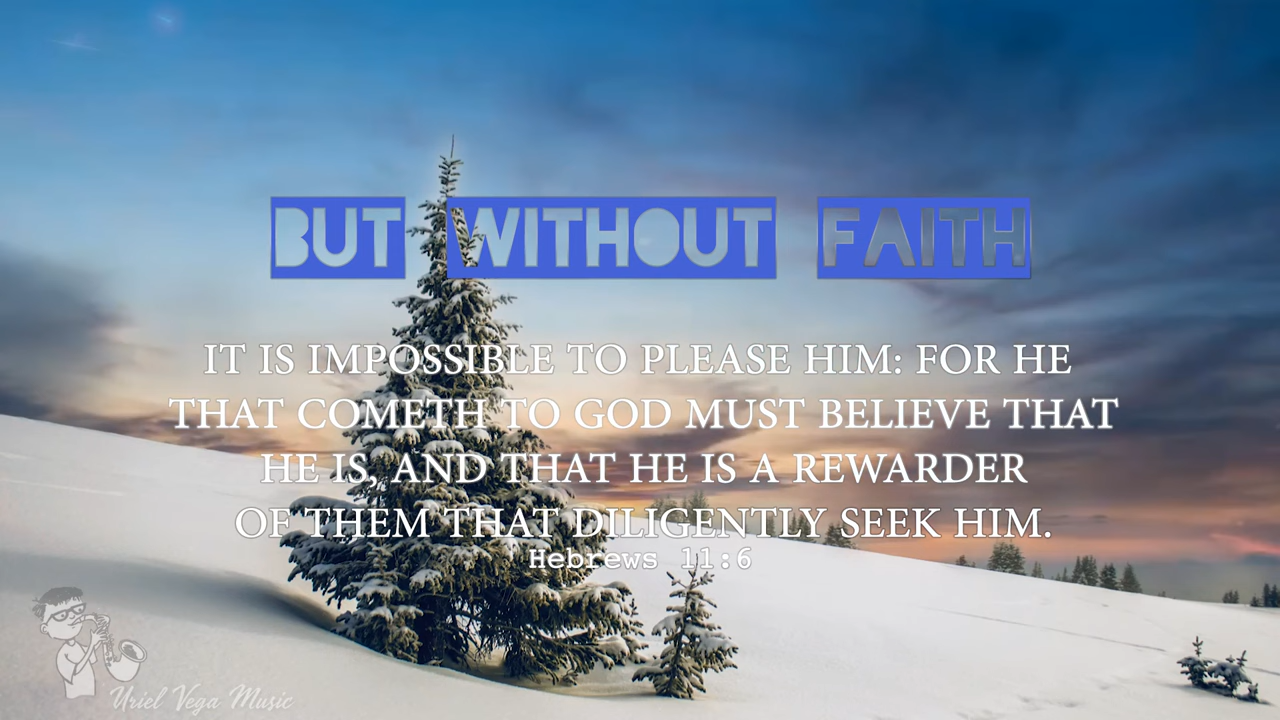 BUT WITHOUT FAITH
IT IS IMPOSSIBLE TO PLEASE HIM: FOR HE
THAT COMETH TO GOD MUST BELIEVE THAT
HE IS, AND THAT HE IS A REWARDER
OF THEM THAT DILIGENTLY SEEK HIM.
Hebrews 11:6
Uriel Vega Music